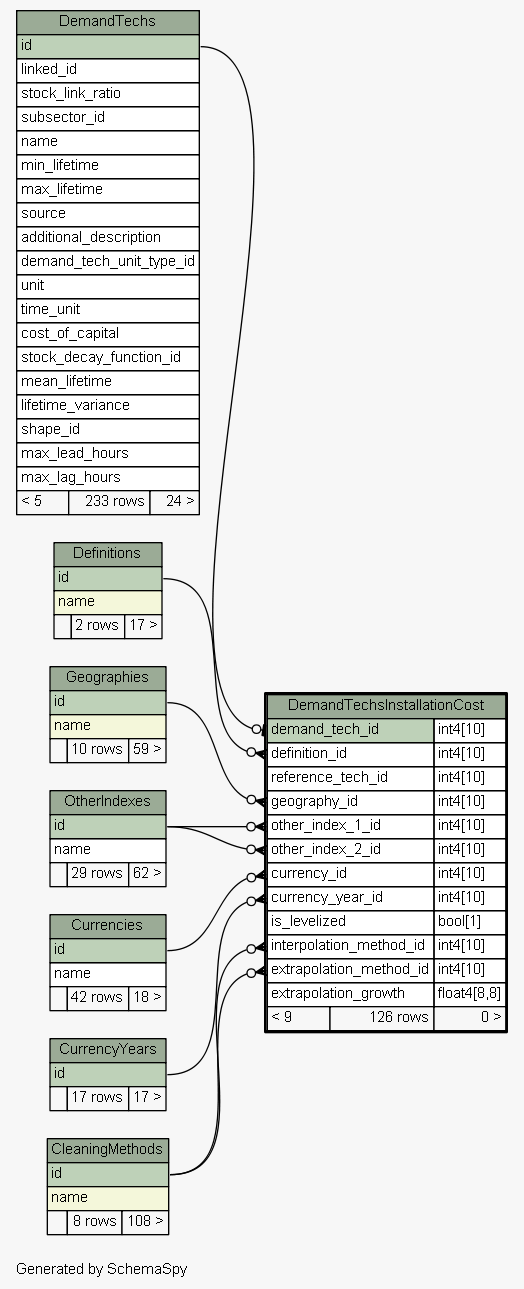 DemandTechs
id
linked_id
stock_link_ratio
subsector_id
name
min_lifetime
max_lifetime
source
additional_description
demand_tech_unit_type_id
unit
time_unit
cost_of_capital
stock_decay_function_id
mean_lifetime
lifetime_variance
shape_id
max_lead_hours
max_lag_hours
< 5 233 rows 24 >
Definitions
id
name
2 rows 17 >
Geographies
id
name
10 rows 59 >
OtherIndexes
id
name
29 rows 62 >
Currencies
id
name
42 rows 18 >
CurrencyYears
id
17 rows 17 >
CleaningMethods
id
name
8 rows 108 >
DemandTechsInstallationCost
demand_tech_id int4[10]
definition_id int4[10]
reference_tech_id int4[10]
geography_id int4[10]
other_index_1_id int4[10]
other_index_2_id int4[10]
currency_id int4[10]
currency_year_id int4[10]
is_levelized bool[1]
interpolation_method_id int4[10]
extrapolation_method_id int4[10]
extrapolation_growth float4[8,8]
< 9 126 rows 0 >
Generated by SchemaSpy